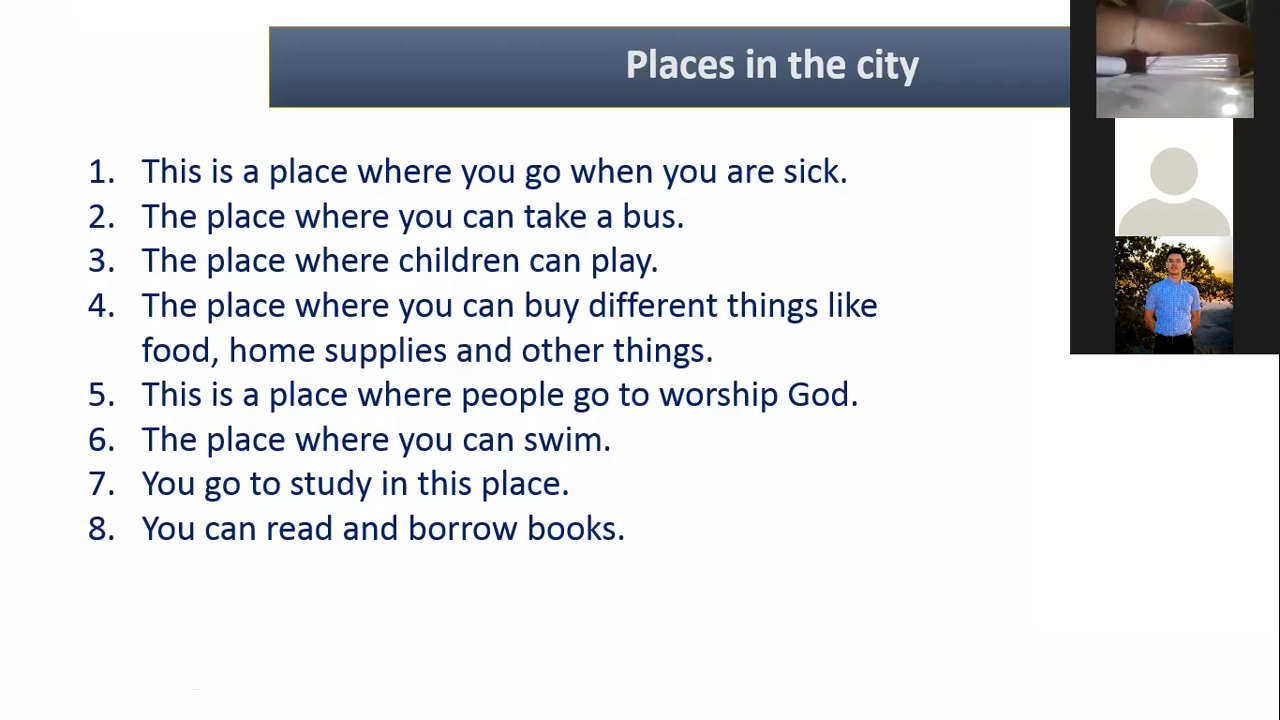 Places in the city
1. This is a place where you go when you are sick.
2. The place where you can take a bus.
3. The place where children can play.
4. The place where you can buy different things like
food, home supplies and other things.
5. This is a place where people go to worship God.
6. The place where you can swim.
7. You go to study in this place.
8. You can read and borrow books.